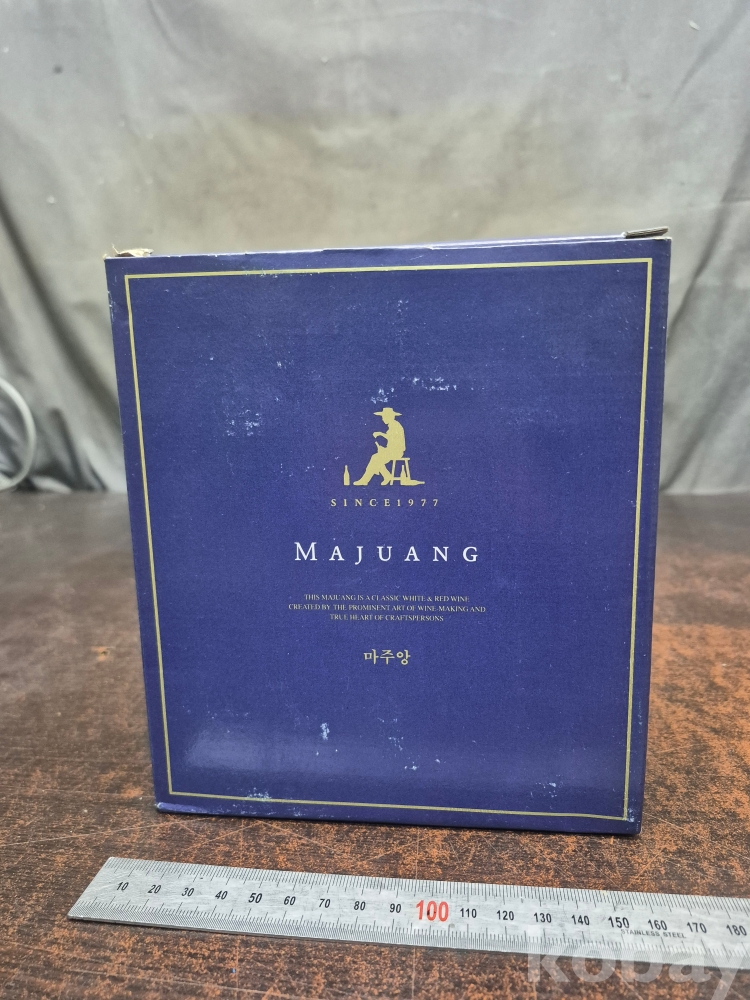 SINCE 1977
MAJUANG
THIS MAJUANG IS A CLASSIC WHITE & RED WINE
CREATED BY THE PROMINENT ART OF WINE-MAKING AND
TRUE HEART OF CRAFTSPERSONS
마주앙
10 20 30 40 50 60 70 80 90 100 110 120 130 140 150 160 170 180
STAINLESS STEEL
kobay